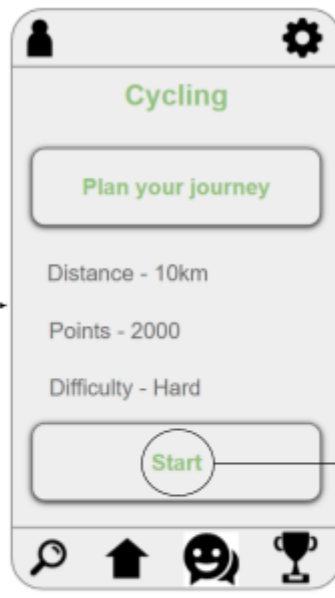 Cycling
Plan your journey
Distance - 10km
Points - 2000
Difficulty - Hard
Start